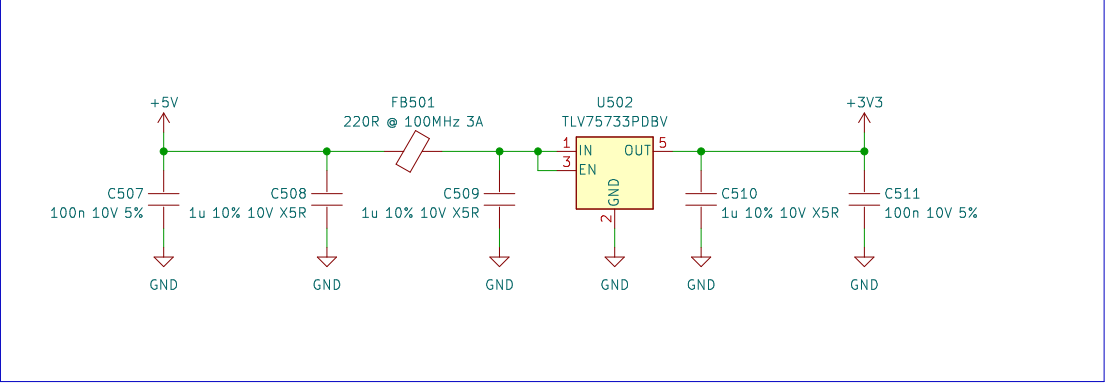 +5V
FB501
220R @ 100MHz 3A
U502
TLV75733PDBV
+3V3
1
IN
OUT
5
3
EN
GND
2
C507
100n 10V 5%
C508
1u 10% 10V X5R
C509
1u 10% 10V X5R
C510
1u 10% 10V X5R
C511
100n 10V 5%
GND
GND
GND
GND
GND
GND